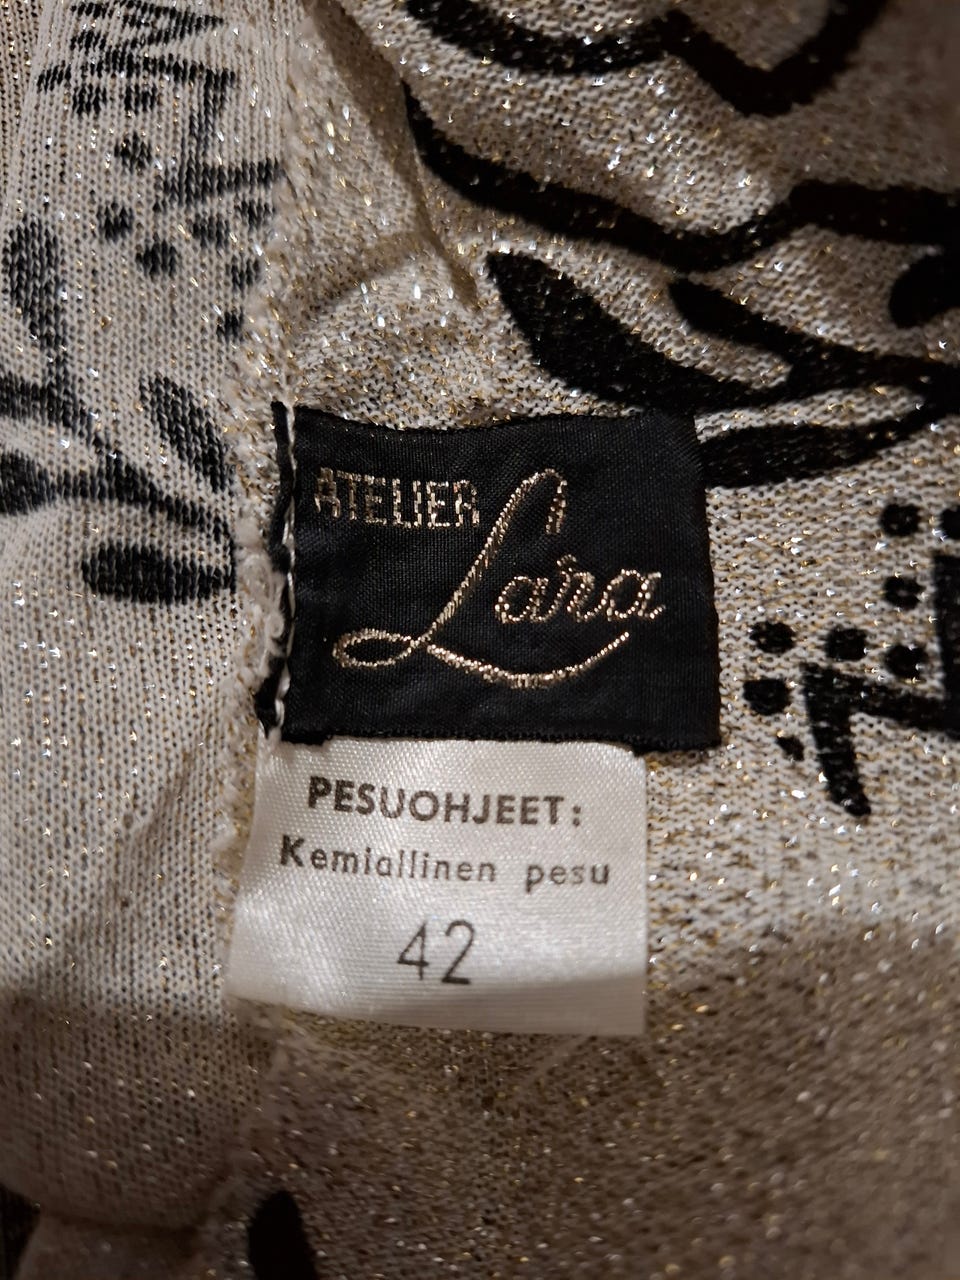 ATELIER
Lara
PESUOHJEET:
Kemiallinen pesu
42